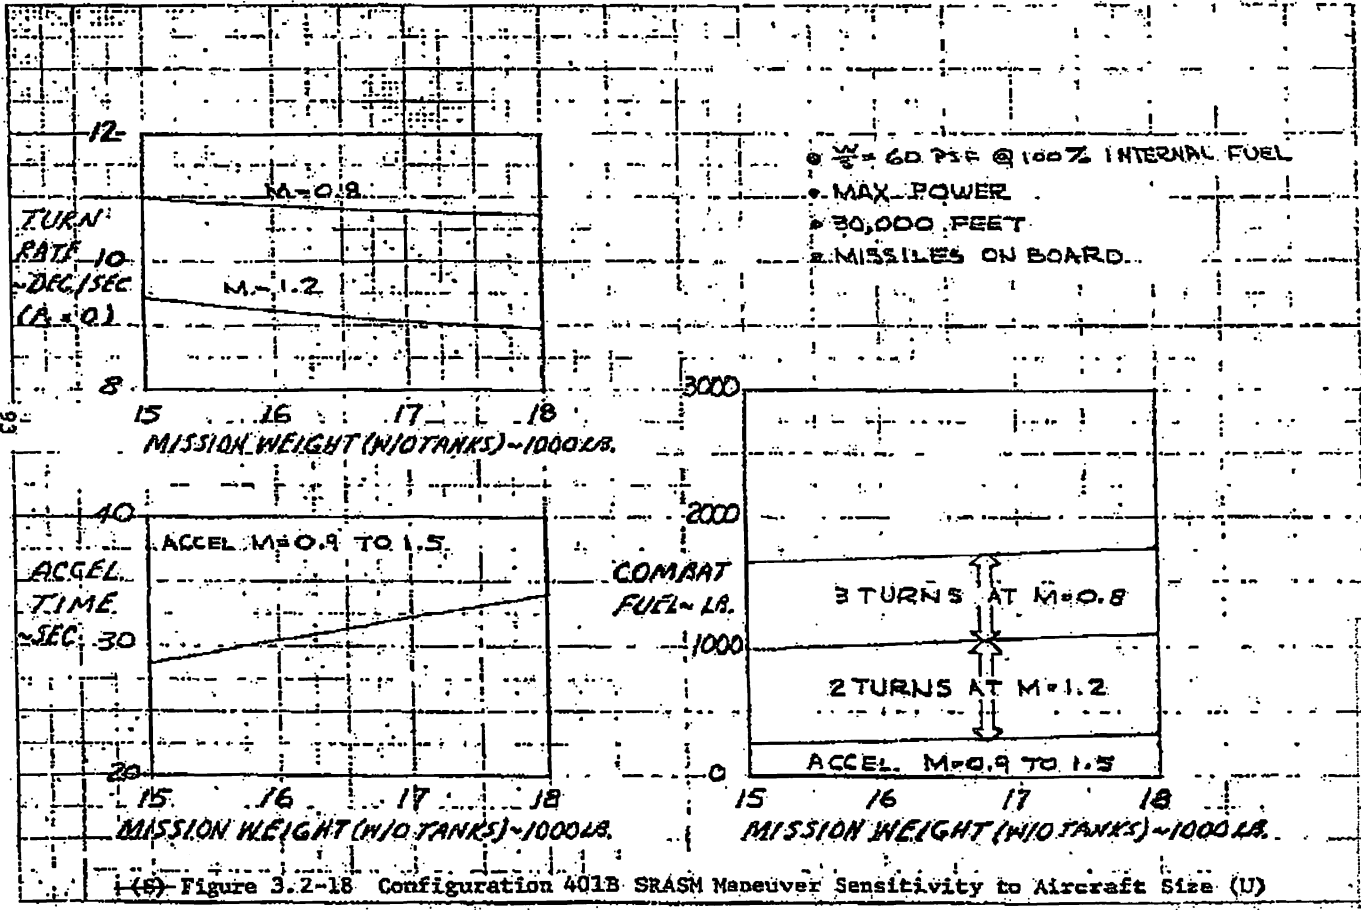 12
M=0.8
TURN
RATE 10
~DEG/SEC
M=1.2
(Ps=0)
8
15 16 17 18
MISSION WEIGHT (W/O TANKS)~1000 LB.
• W/S = 60 PSF @ 100% INTERNAL FUEL
• MAX POWER
• 30,000 FEET
• MISSILES ON BOARD
93
40
ACCEL M=0.9 TO 1.5
ACCEL
TIME
~SEC 30
20
15 16 17 18
MISSION WEIGHT (W/O TANKS)~1000 LB.
3000
2000
COMBAT
FUEL~LB.
3 TURNS AT M=0.8
1000
2 TURNS AT M=1.2
0
ACCEL. M=0.9 TO 1.5
15 16 17 18
MISSION WEIGHT (W/O TANKS)~1000 LB.
(S) Figure 3.2-18 Configuration 401B SRASM Maneuver Sensitivity to Aircraft Size (U)